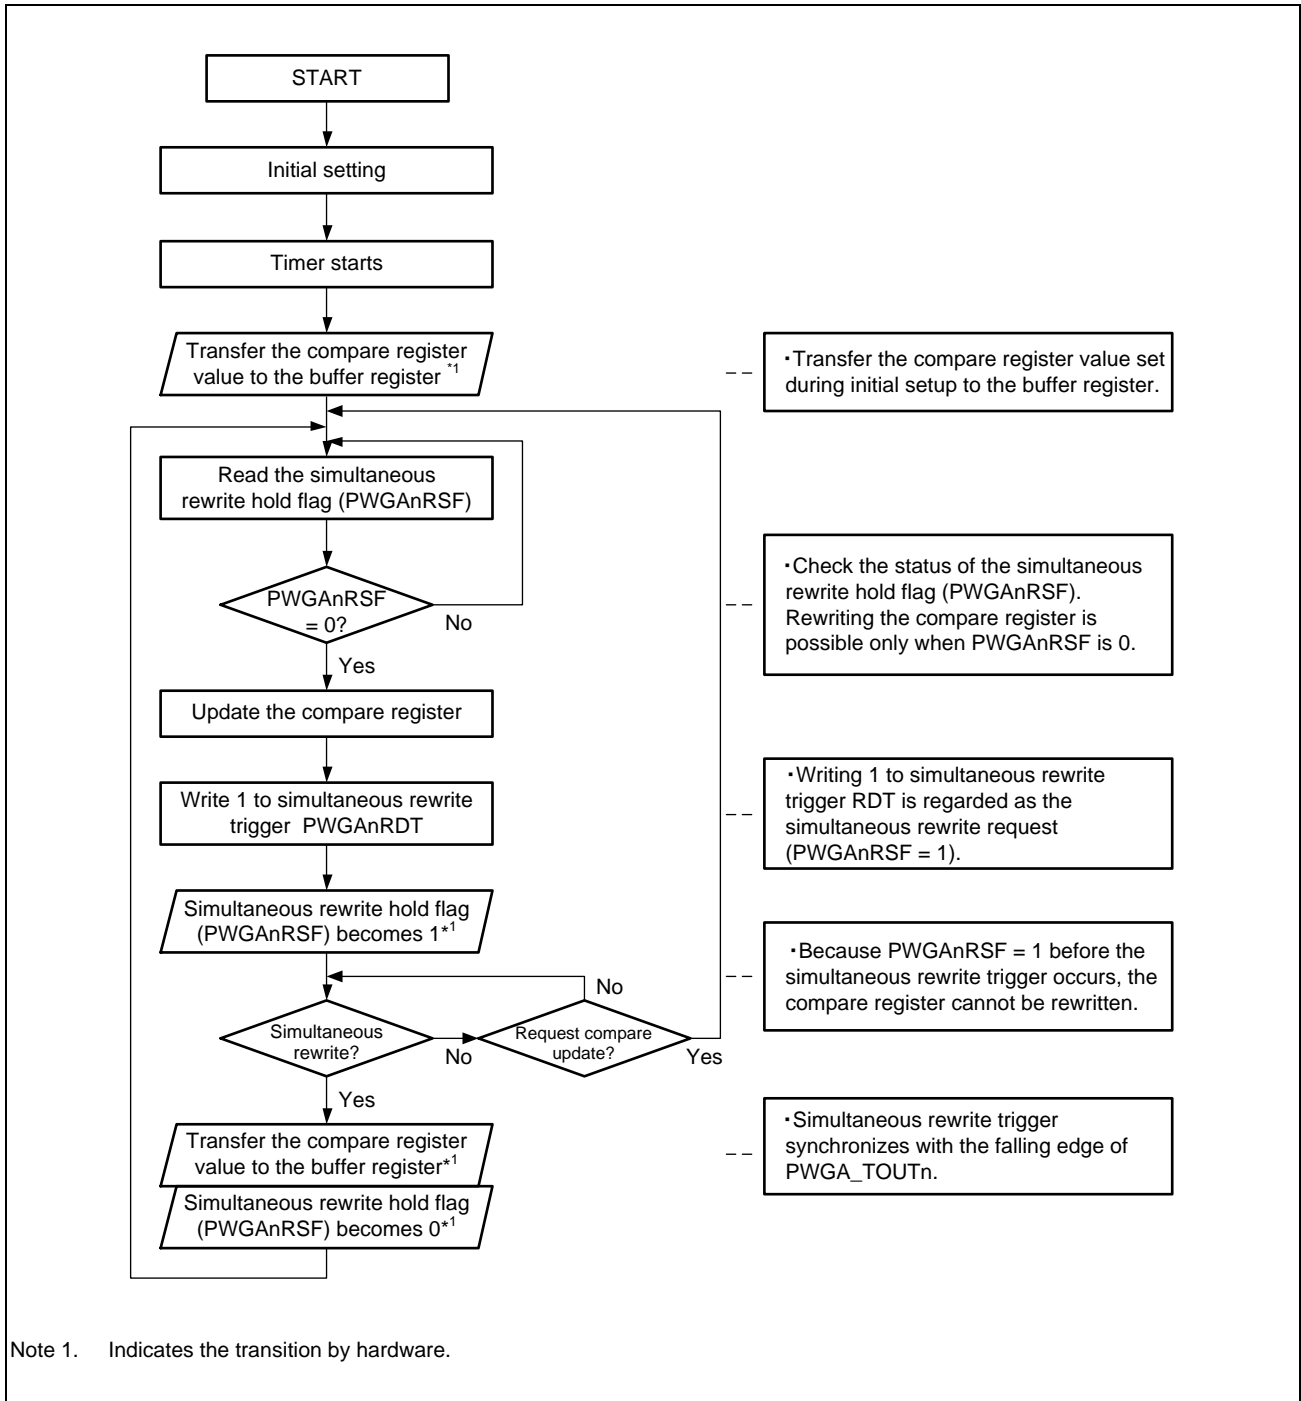 START
Initial setting
Timer starts
Transfer the compare register
value to the buffer register *1
・Transfer the compare register value set
during initial setup to the buffer register.
Read the simultaneous
rewrite hold flag (PWGAnRSF)
PWGAnRSF
= 0?
No
Yes
・Check the status of the simultaneous
rewrite hold flag (PWGAnRSF).
Rewriting the compare register is
possible only when PWGAnRSF is 0.
Update the compare register
Write 1 to simultaneous rewrite
trigger PWGAnRDT
・Writing 1 to simultaneous rewrite
trigger RDT is regarded as the
simultaneous rewrite request
(PWGAnRSF = 1).
Simultaneous rewrite hold flag
(PWGAnRSF) becomes 1*1
・Because PWGAnRSF = 1 before the
simultaneous rewrite trigger occurs, the
compare register cannot be rewritten.
Simultaneous
rewrite?
No
Yes
Request compare
update?
No
Yes
Transfer the compare register
value to the buffer register*1
Simultaneous rewrite hold flag
(PWGAnRSF) becomes 0*1
・Simultaneous rewrite trigger
synchronizes with the falling edge of
PWGA_TOUTn.
Note 1. Indicates the transition by hardware.